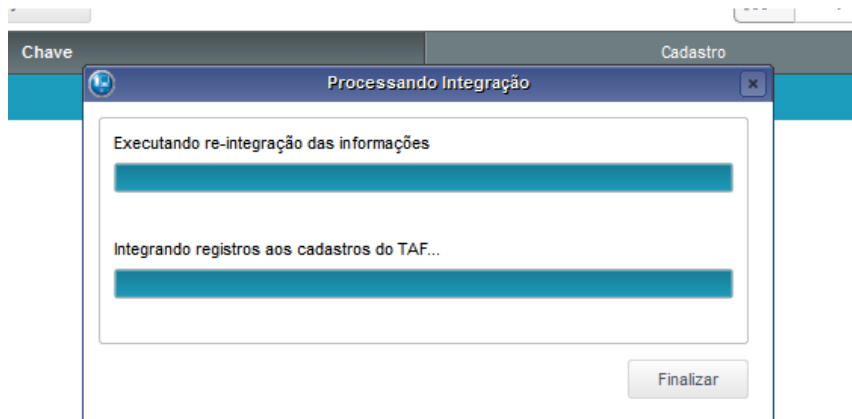 Chave
Cadastro
Processando Integração
Executando re-integração das informações
Integrando registros aos cadastros do TAF...
Finalizar